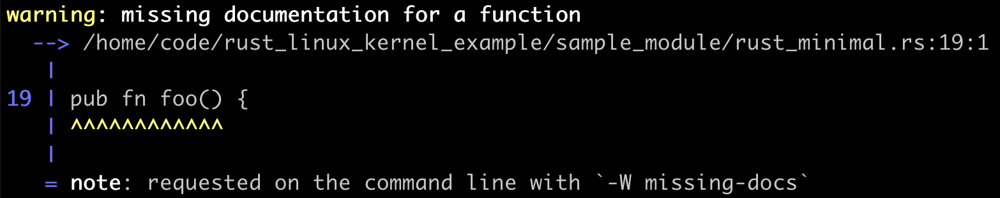 warning: missing documentation for a function
  --> /home/code/rust_linux_kernel_example/sample_module/rust_minimal.rs:19:1
   |
19 | pub fn foo() {
   | ^^^^^^^^^^^^
   |
   = note: requested on the command line with `-W missing-docs`